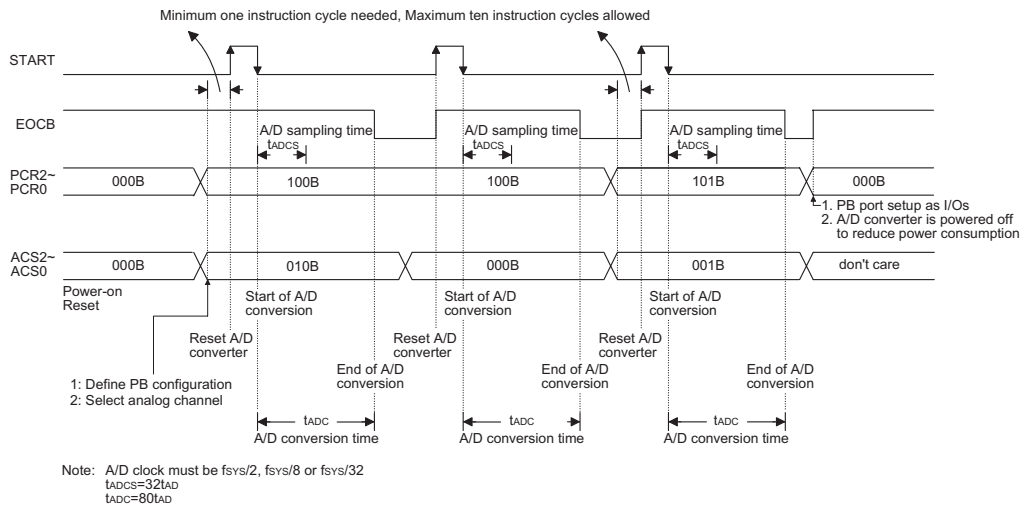 Minimum one instruction cycle needed, Maximum ten instruction cycles allowed
START
EOCB
A/D sampling time
tADCS
A/D sampling time
tADCS
A/D sampling time
tADCS
PCR2~
PCR0
000B
100B
100B
101B
000B
1. PB port setup as I/Os
2. A/D converter is powered off
to reduce power consumption
ACS2~
ACS0
000B
010B
000B
001B
don't care
Power-on
Reset
Start of A/D
conversion
Start of A/D
conversion
Start of A/D
conversion
Reset A/D
converter
Reset A/D
converter
Reset A/D
converter
End of A/D
conversion
End of A/D
conversion
End of A/D
conversion
1: Define PB configuration
2: Select analog channel
tADC
A/D conversion time
tADC
A/D conversion time
tADC
A/D conversion time
Note: A/D clock must be fSYS/2, fSYS/8 or fSYS/32
tADCS=32tAD
tADC=80tAD